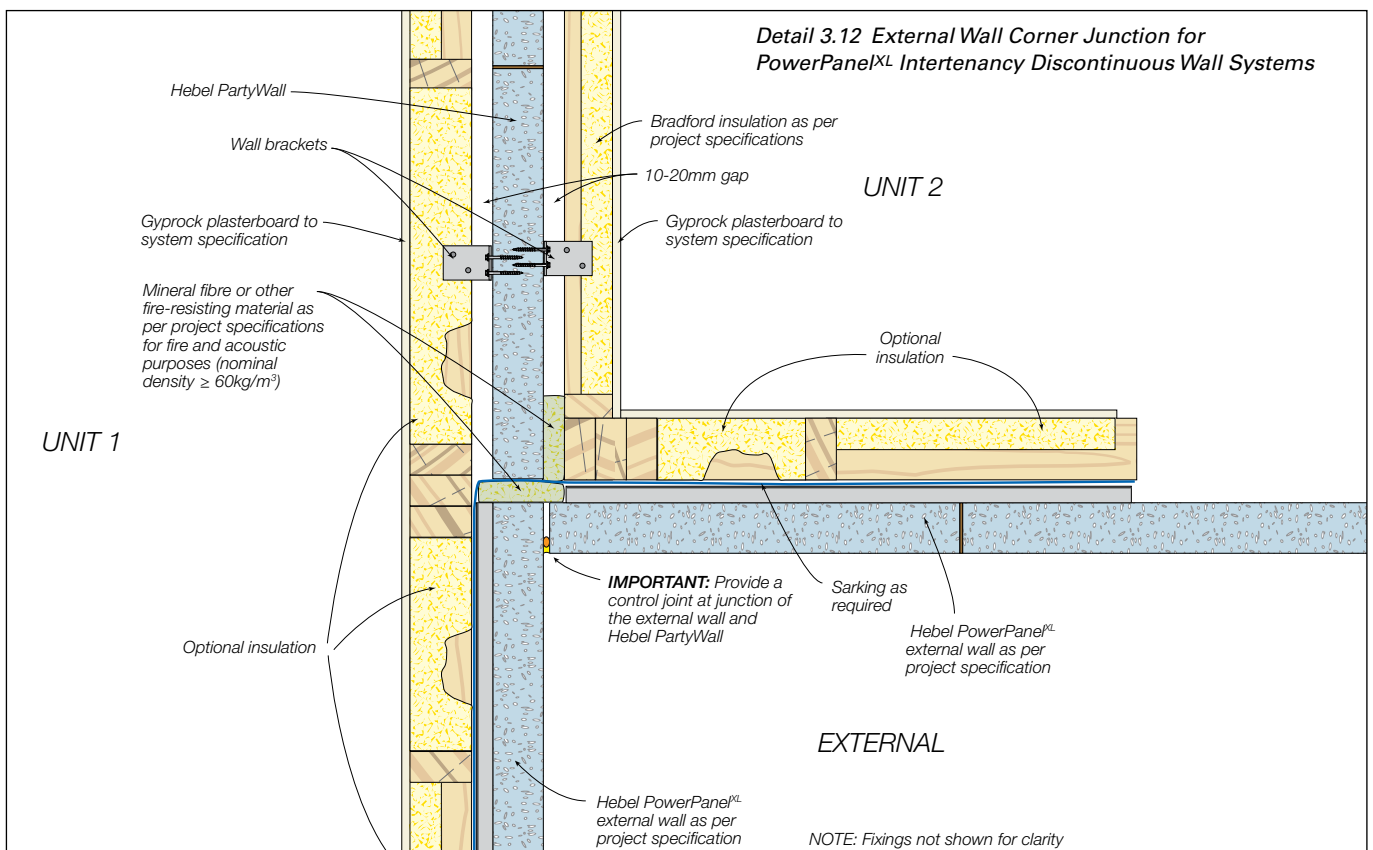 Detail 3.12 External Wall Corner Junction for
PowerPanelXL Intertenancy Discontinuous Wall Systems
Hebel PartyWall
Wall brackets
Gyprock plasterboard to
system specification
Mineral fibre or other
fire-resisting material as
per project specifications
for fire and acoustic
purposes (nominal
density ≥ 60kg/m³)
Bradford insulation as per
project specifications
10-20mm gap
UNIT 2
Gyprock plasterboard to
system specification
Optional
insulation
UNIT 1
IMPORTANT: Provide a
control joint at junction of
the external wall and
Hebel PartyWall
Sarking as
required
Hebel PowerPanelXL
external wall as per
project specification
Optional insulation
EXTERNAL
Hebel PowerPanelXL
external wall as per
project specification
NOTE: Fixings not shown for clarity